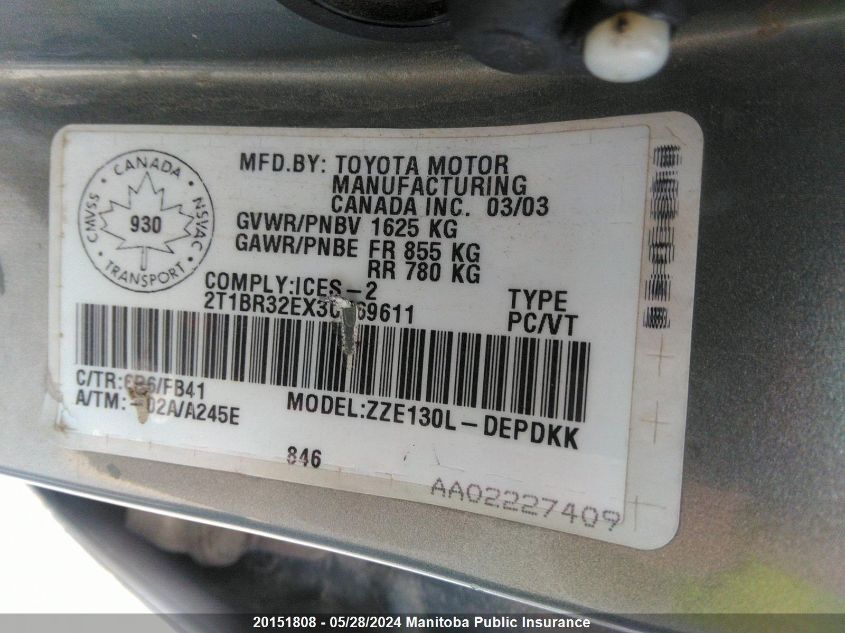 CANADA
CMVSS
NSVAC
930
TRANSPORT
MFD.BY: TOYOTA MOTOR
MANUFACTURING
CANADA INC. 03/03
GVWR/PNBV 1625 KG
GAWR/PNBE FR 855 KG
RR 780 KG
COMPLY:ICES-2
TYPE
PC/VT
MODEL:ZZE130L-DEPDKK
846
AA02227409
20151808 - 05/28/2024 Manitoba Public Insurance